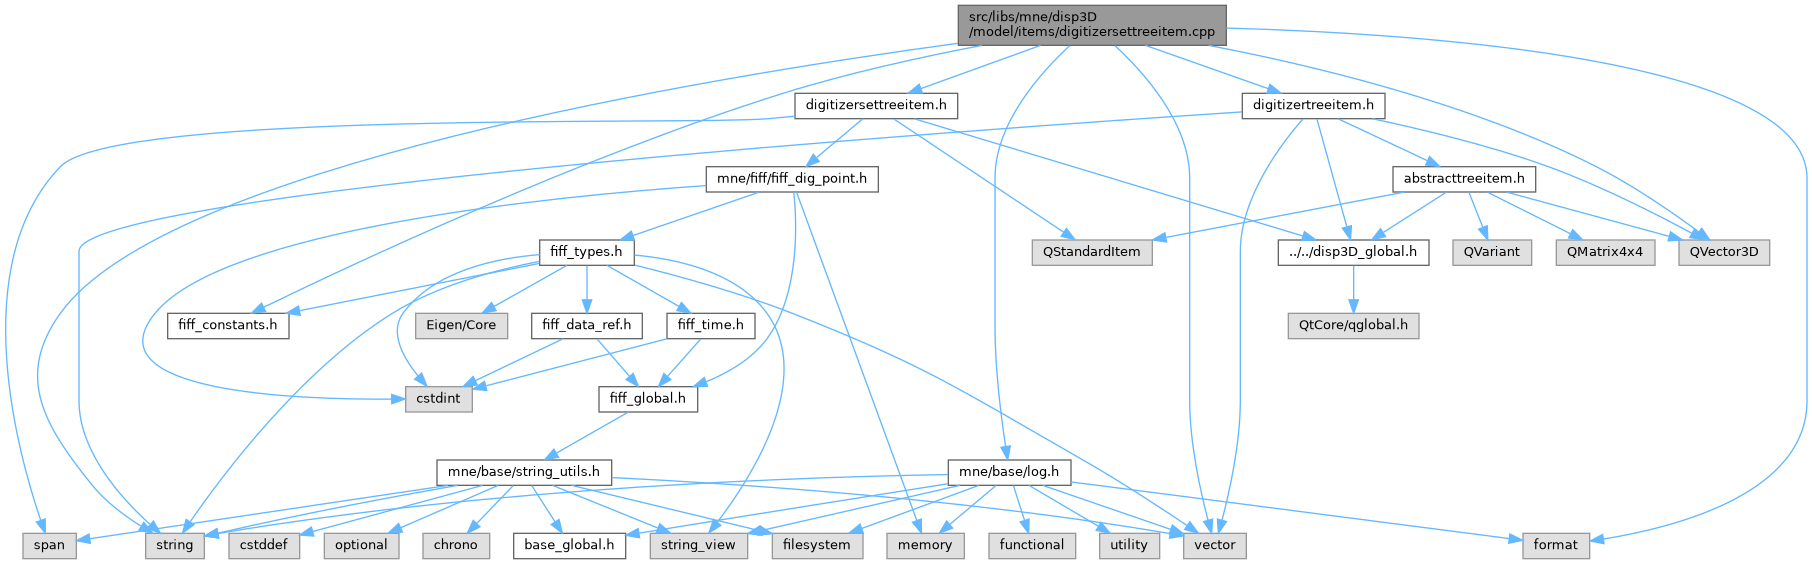 src/libs/mne/disp3D
/model/items/digitizersettreeitem.cpp
digitizersettreeitem.h
digitizertreeitem.h
mne/fiff/fiff_dig_point.h
abstracttreeitem.h
fiff_types.h
QStandardItem
../../disp3D_global.h
QVariant
QMatrix4x4
QVector3D
fiff_constants.h
Eigen/Core
fiff_data_ref.h
fiff_time.h
QtCore/qglobal.h
cstdint
fiff_global.h
mne/base/string_utils.h
mne/base/log.h
span
string
cstddef
optional
chrono
base_global.h
string_view
filesystem
memory
functional
utility
vector
format